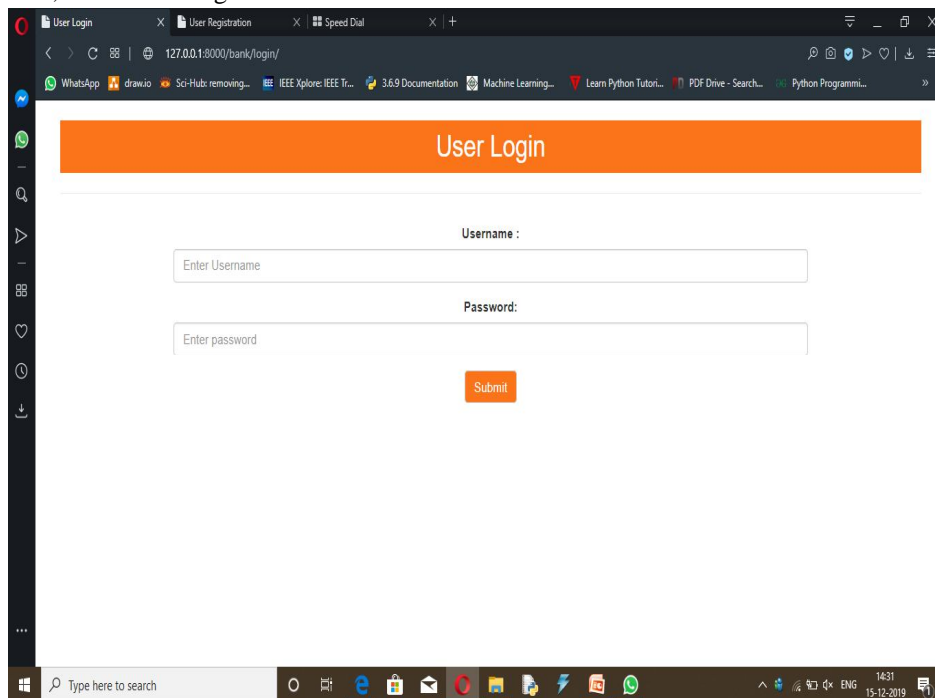 User Login
User Registration
Speed Dial
127.0.0.1:8000/bank/login/
WhatsApp
draw.io
Sci-Hub: removing...
IEEE Xplore: IEEE Tr...
3.6.9 Documentation
Machine Learning...
Learn Python Tutori...
PDF Drive - Search...
Python Programmi...
User Login
Username :
Enter Username
Password:
Enter password
Submit
Type here to search
ENG
14:31
15-12-2019